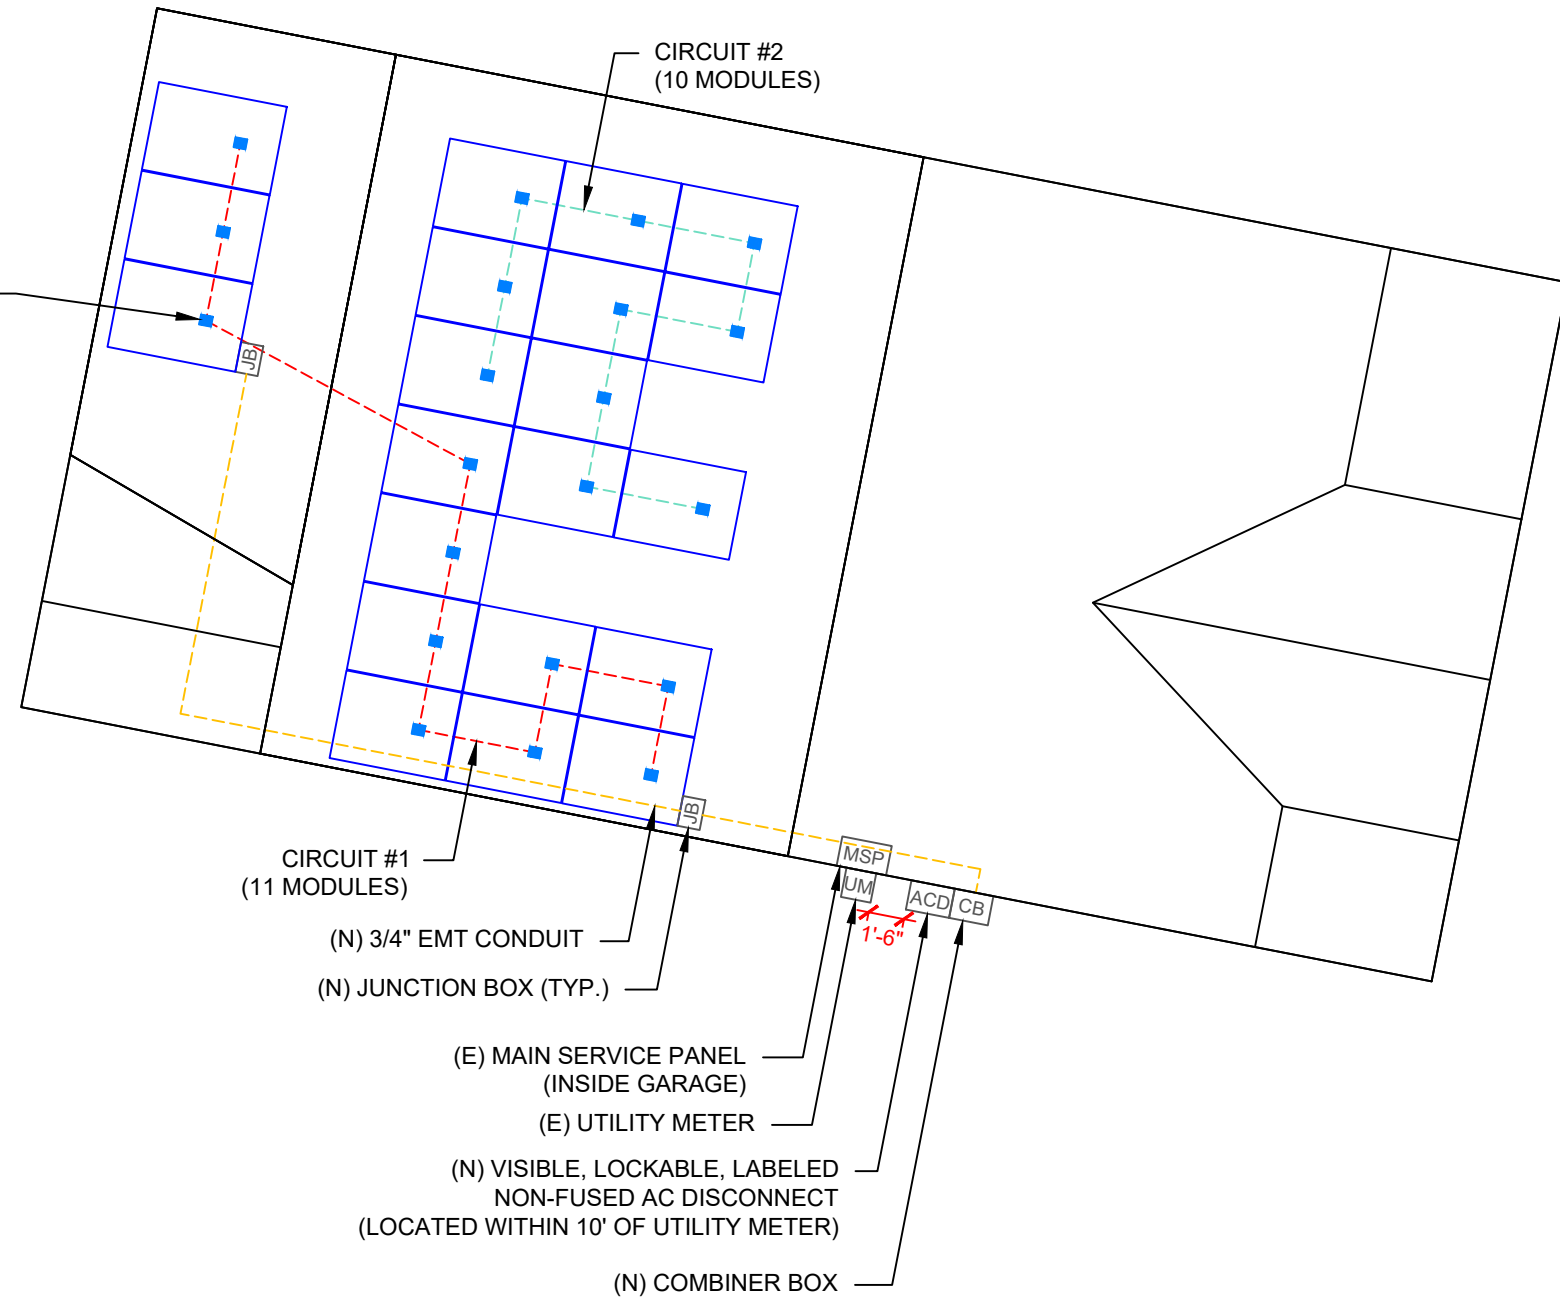 CIRCUIT #2
(10 MODULES)
JB
JB
MSP
UM
ACD
CB
1'-6"
CIRCUIT #1
(11 MODULES)
(N) 3/4" EMT CONDUIT
(N) JUNCTION BOX (TYP.)
(E) MAIN SERVICE PANEL
(INSIDE GARAGE)
(E) UTILITY METER
(N) VISIBLE, LOCKABLE, LABELED
NON-FUSED AC DISCONNECT
(LOCATED WITHIN 10' OF UTILITY METER)
(N) COMBINER BOX